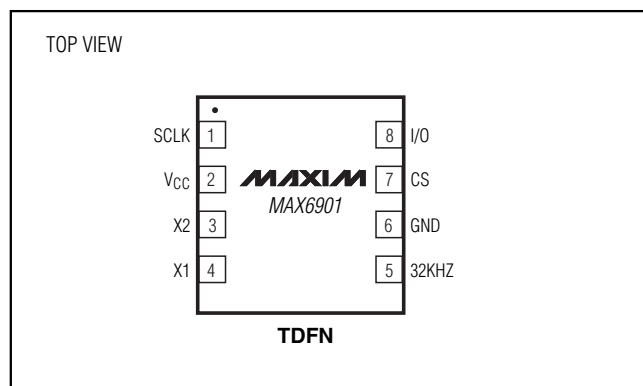 TOP VIEW
SCLK 1 8 I/O
VCC 2 MAXIM 7 CS
MAX6901
X2 3 6 GND
X1 4 5 32KHZ
TDFN